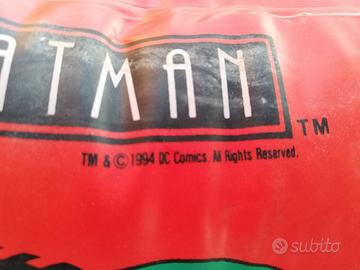 ATMAN
TM
TM & © 1994 DC Comics. All Rights Reserved.
subito